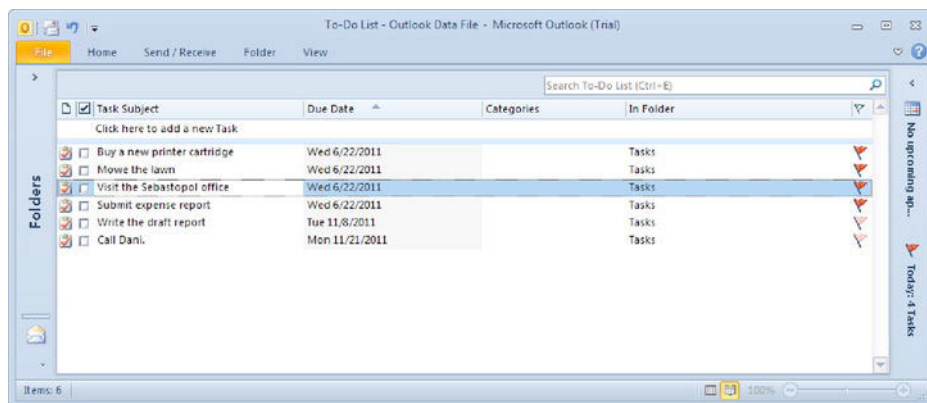 To-Do List - Outlook Data File - Microsoft Outlook (Trial)
File Home Send / Receive Folder View
Search To-Do List (Ctrl+E)
Task Subject Due Date Categories In Folder
Click here to add a new Task
Buy a new printer cartridge Wed 6/22/2011 Tasks
Mowe the lawn Wed 6/22/2011 Tasks
Visit the Sebastopol office Wed 6/22/2011 Tasks
Submit expense report Wed 6/22/2011 Tasks
Write the draft report Tue 11/8/2011 Tasks
Call Dani. Mon 11/21/2011 Tasks
Folders
No upcoming ap...
Today: 4 Tasks
Items: 6 100%